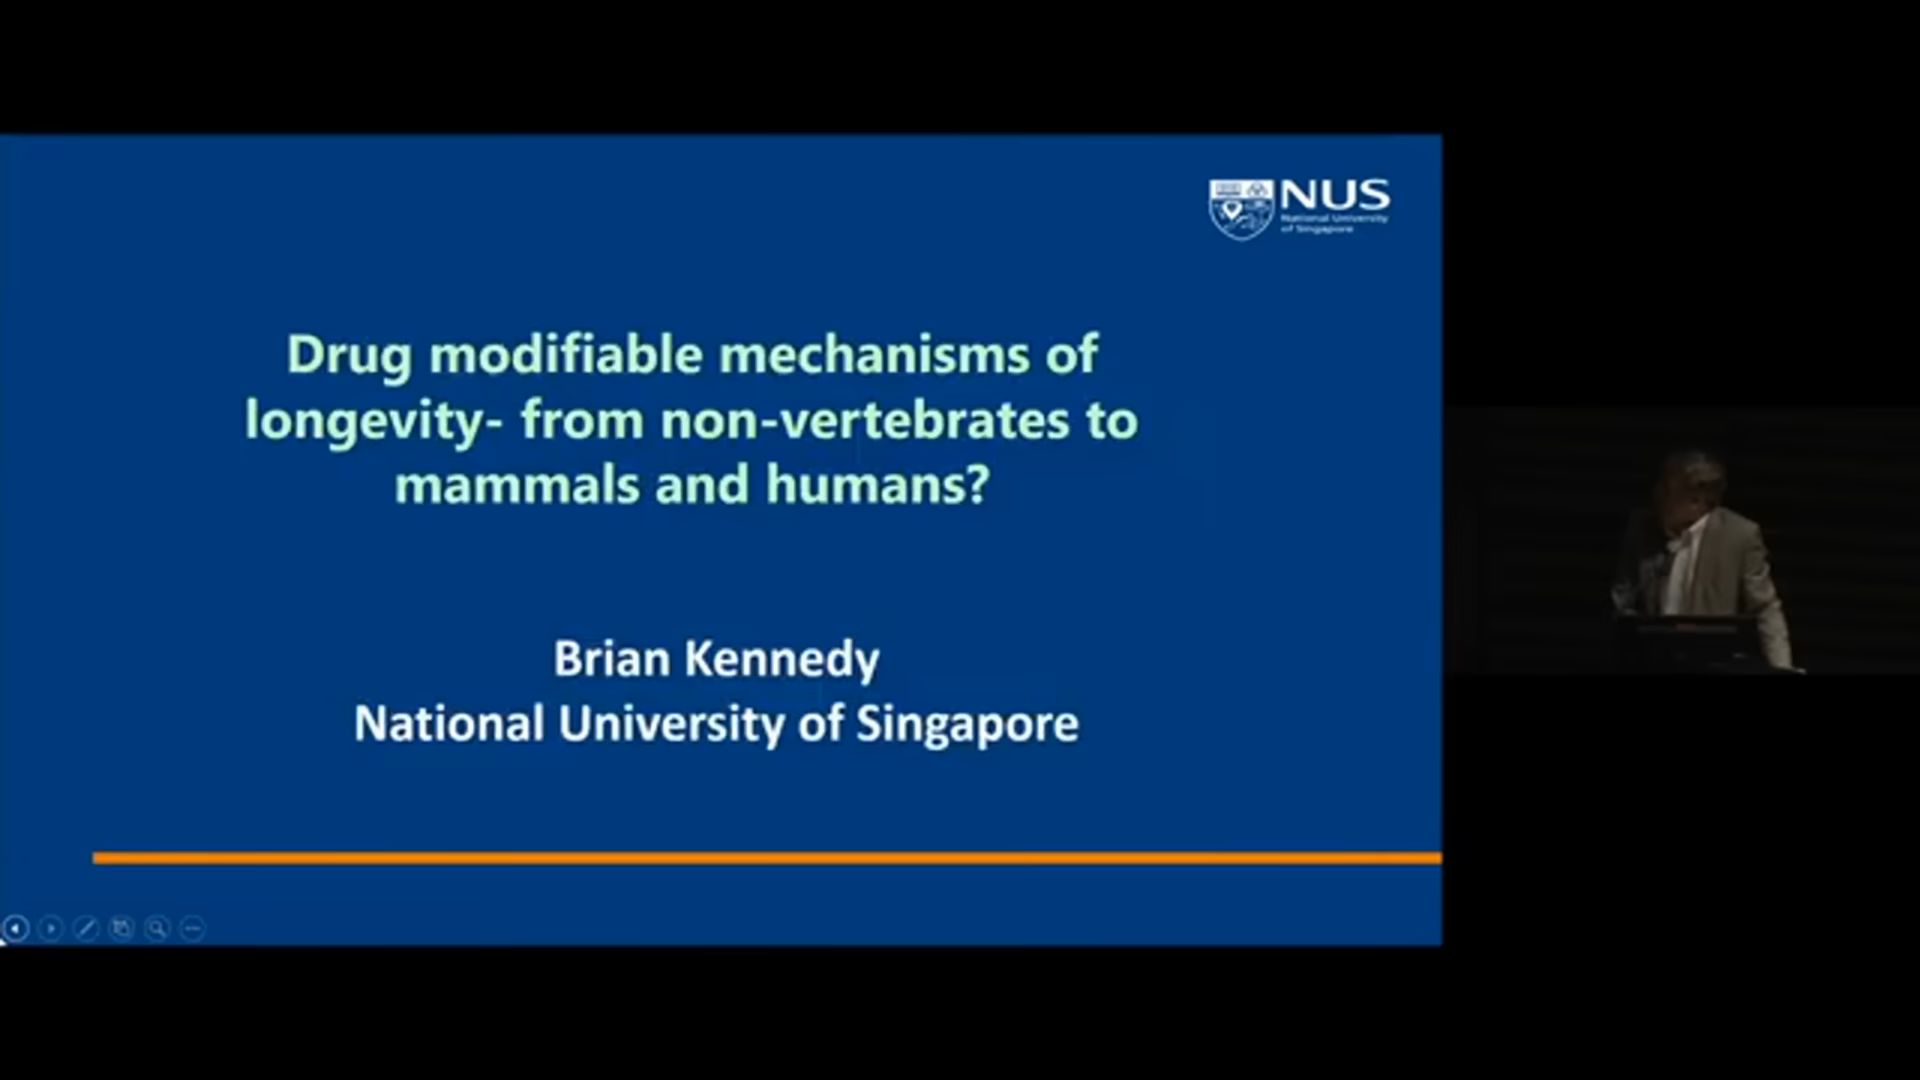 NUS
National University
of Singapore
Drug modifiable mechanisms of
longevity- from non-vertebrates to
mammals and humans?
Brian Kennedy
National University of Singapore